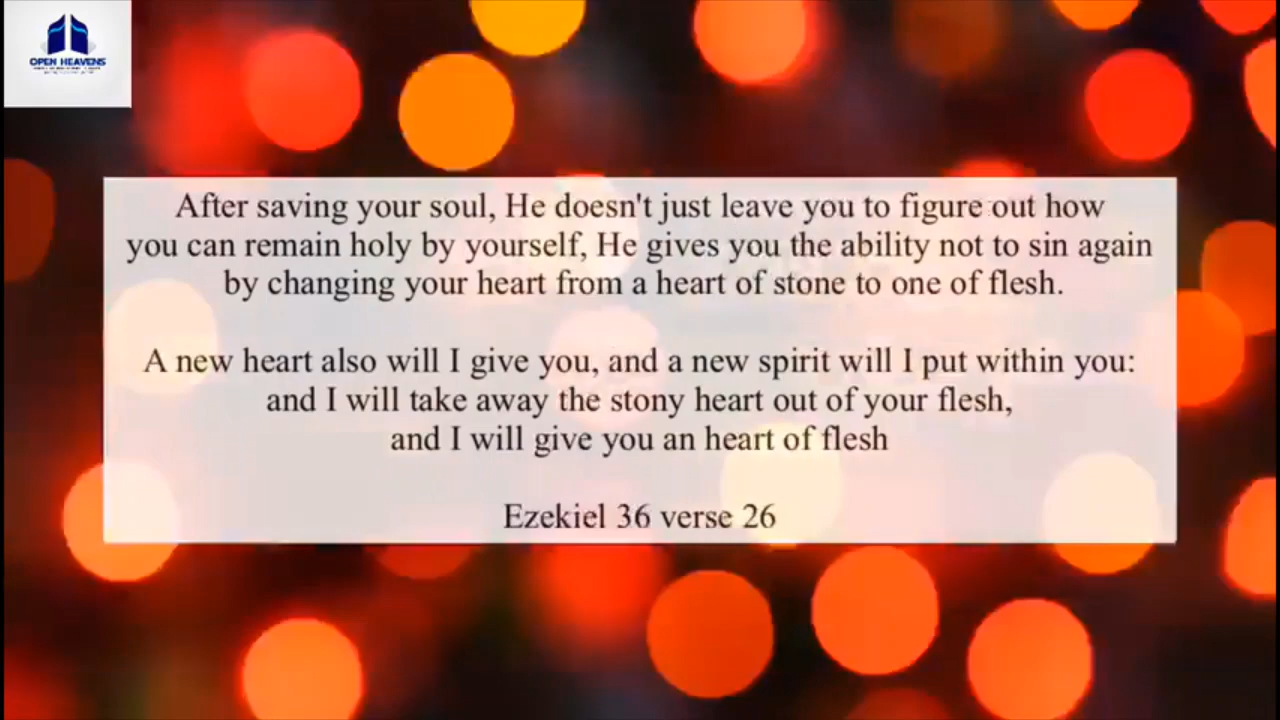 OPEN HEAVENS
After saving your soul, He doesn't just leave you to figure out how
you can remain holy by yourself, He gives you the ability not to sin again
by changing your heart from a heart of stone to one of flesh.
A new heart also will I give you, and a new spirit will I put within you:
and I will take away the stony heart out of your flesh,
and I will give you an heart of flesh
Ezekiel 36 verse 26